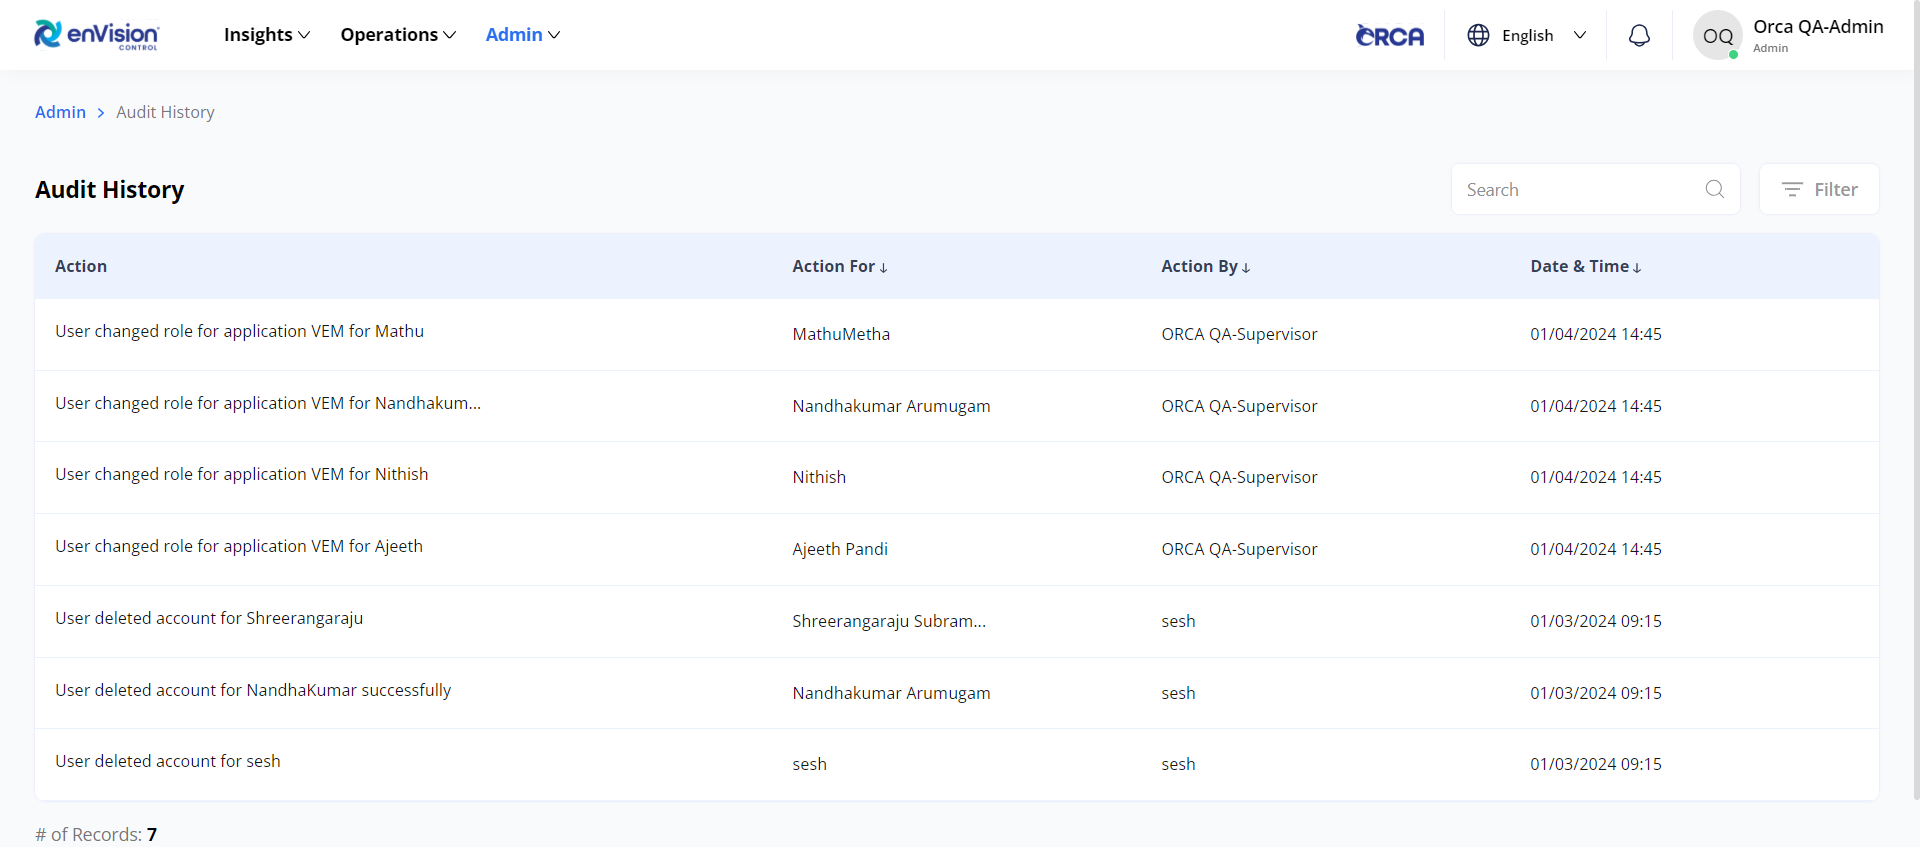 enVision CONTROL Insights Operations Admin ORCA English OQ Orca QA-Admin
Admin
Admin > Audit History
Audit History Search Filter
Action Action For ↓ Action By ↓ Date & Time ↓
User changed role for application VEM for Mathu MathuMetha ORCA QA-Supervisor 01/04/2024 14:45
User changed role for application VEM for Nandhakum... Nandhakumar Arumugam ORCA QA-Supervisor 01/04/2024 14:45
User changed role for application VEM for Nithish Nithish ORCA QA-Supervisor 01/04/2024 14:45
User changed role for application VEM for Ajeeth Ajeeth Pandi ORCA QA-Supervisor 01/04/2024 14:45
User deleted account for Shreerangaraju Shreerangaraju Subram... sesh 01/03/2024 09:15
User deleted account for NandhaKumar successfully Nandhakumar Arumugam sesh 01/03/2024 09:15
User deleted account for sesh sesh sesh 01/03/2024 09:15
# of Records: 7